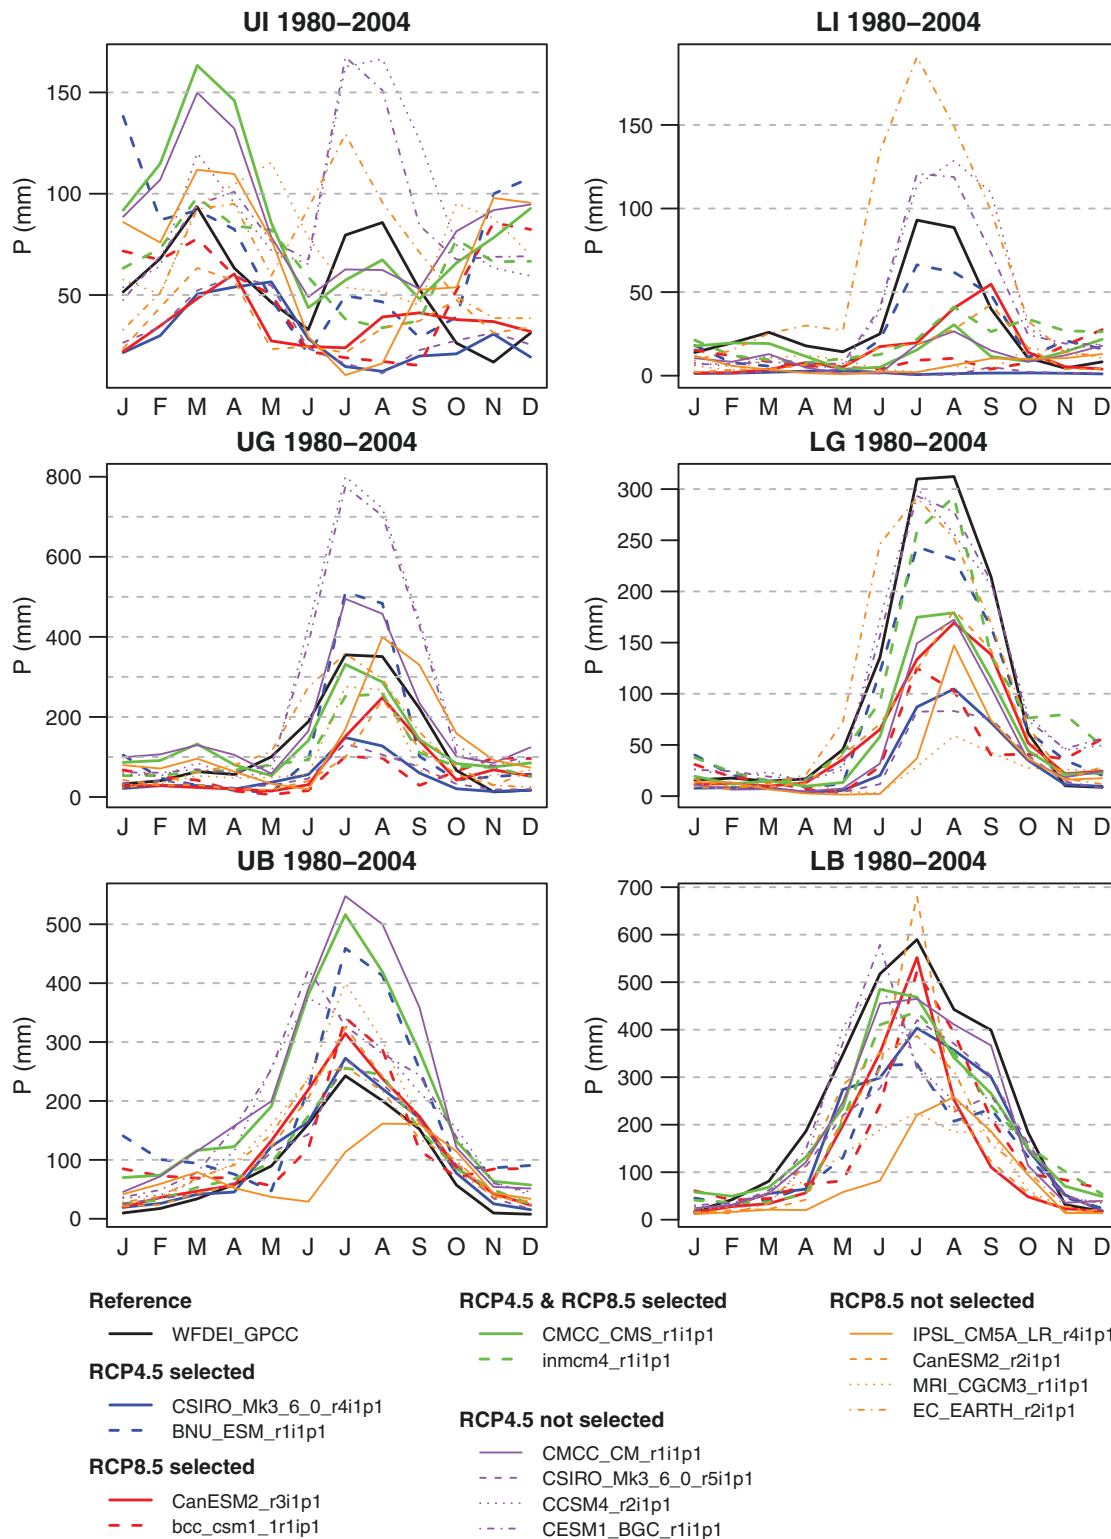 UI 1980−2004
LI 1980−2004
P (mm)
150
100
50
J F M A M J J A S O N D
P (mm)
150
100
50
0
J F M A M J J A S O N D
UG 1980−2004
LG 1980−2004
P (mm)
800
600
400
200
0
J F M A M J J A S O N D
P (mm)
300
250
200
150
100
50
0
J F M A M J J A S O N D
UB 1980−2004
LB 1980−2004
P (mm)
500
400
300
200
100
0
J F M A M J J A S O N D
P (mm)
700
600
500
400
300
200
100
0
J F M A M J J A S O N D
Reference
WFDEI_GPCC
RCP4.5 selected
CSIRO_Mk3_6_0_r4i1p1
BNU_ESM_r1i1p1
RCP8.5 selected
CanESM2_r3i1p1
bcc_csm1_1r1ip1
RCP4.5 & RCP8.5 selected
CMCC_CMS_r1i1p1
inmcm4_r1i1p1
RCP4.5 not selected
CMCC_CM_r1i1p1
CSIRO_Mk3_6_0_r5i1p1
CCSM4_r2i1p1
CESM1_BGC_r1i1p1
RCP8.5 not selected
IPSL_CM5A_LR_r4i1p1
CanESM2_r2i1p1
MRI_CGCM3_r1i1p1
EC_EARTH_r2i1p1